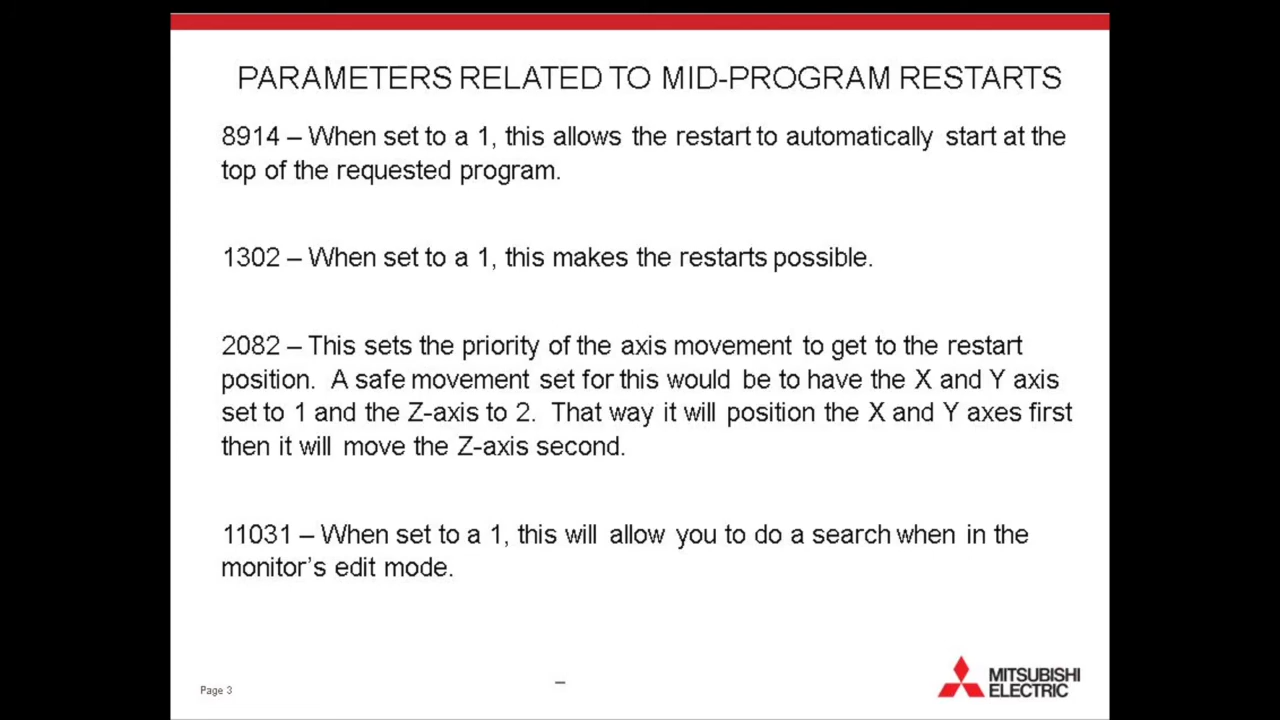 PARAMETERS RELATED TO MID-PROGRAM RESTARTS
8914 – When set to a 1, this allows the restart to automatically start at the
top of the requested program.
1302 – When set to a 1, this makes the restarts possible.
2082 – This sets the priority of the axis movement to get to the restart
position. A safe movement set for this would be to have the X and Y axis
set to 1 and the Z-axis to 2. That way it will position the X and Y axes first
then it will move the Z-axis second.
11031 – When set to a 1, this will allow you to do a search when in the
monitor's edit mode.
Page 3
–
MITSUBISHI
ELECTRIC